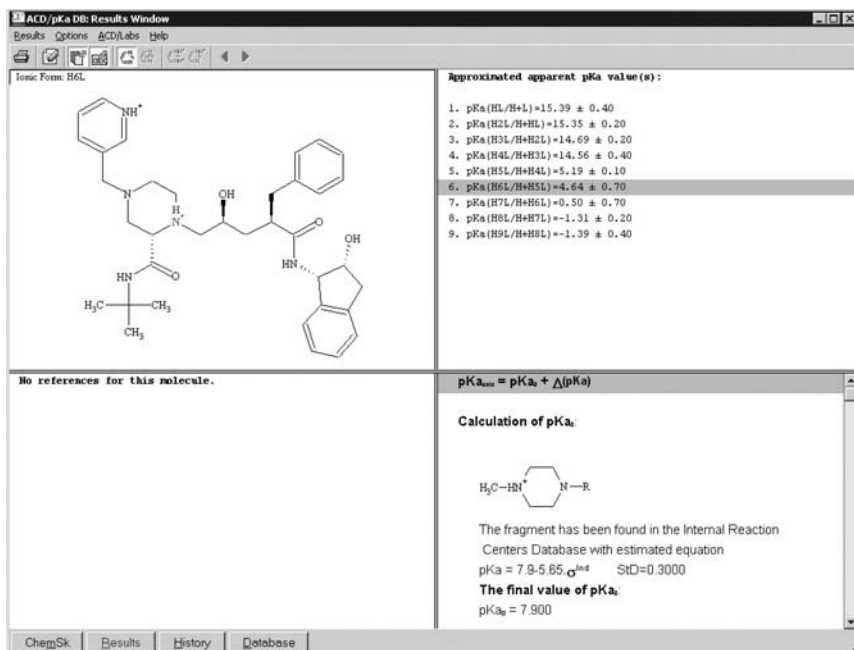 ACD/pKa DB: Results Window
Results Options ACD/Labs Help
Ionic Form: H6L
NH+
N
H
N+
OH
O
OH
HN
HN
O
H₃C
CH₃
CH₃
Approximated apparent pKa value(s):
1. pKa(HL/H+L)=15.39 ± 0.40
2. pKa(H2L/H+HL)=15.35 ± 0.20
3. pKa(H3L/H+H2L)=14.69 ± 0.20
4. pKa(H4L/H+H3L)=14.56 ± 0.40
5. pKa(H5L/H+H4L)=5.19 ± 0.10
6. pKa(H6L/H+H5L)=4.64 ± 0.70
7. pKa(H7L/H+H6L)=0.50 ± 0.70
8. pKa(H8L/H+H7L)=-1.31 ± 0.20
9. pKa(H9L/H+H8L)=-1.39 ± 0.40
No references for this molecule.
= pKa₀ + Δ(pKa)
Calculation of pKa₀:
H₃C-HN+ N-R
The fragment has been found in the Internal Reaction
Centers Database with estimated equation
pKa = 7.9-5.65.σind StD=0.3000
The final value of pKa₀:
pKa₀ = 7.900
ChemSk Results History Database